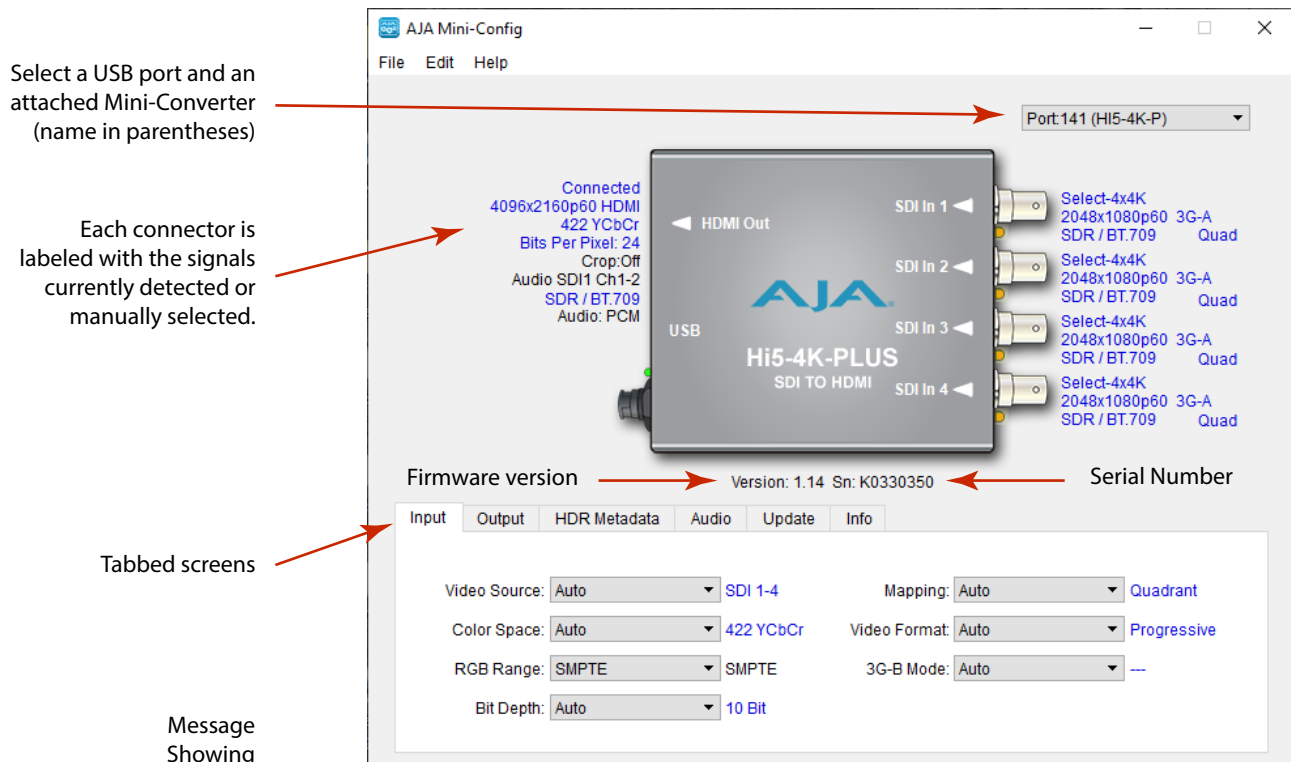 AJA Mini-Config
File Edit Help
Select a USB port and an
attached Mini-Converter
(name in parentheses)
Port:141 (HI5-4K-P)
Each connector is
labeled with the signals
currently detected or
manually selected.
Connected
4096x2160p60 HDMI
422 YCbCr
Bits Per Pixel: 24
Crop:Off
Audio SDI1 Ch1-2
SDR / BT.709
Audio: PCM
HDMI Out
USB
SDI In 1
SDI In 2
SDI In 3
SDI In 4
AJA
Hi5-4K-PLUS
SDI TO HDMI
Select-4x4K
2048x1080p60 3G-A
SDR / BT.709 Quad
Select-4x4K
2048x1080p60 3G-A
SDR / BT.709 Quad
Select-4x4K
2048x1080p60 3G-A
SDR / BT.709 Quad
Select-4x4K
2048x1080p60 3G-A
SDR / BT.709 Quad
Firmware version
Version: 1.14 Sn: K0330350
Serial Number
Tabbed screens
Input Output HDR Metadata Audio Update Info
Video Source: Auto SDI 1-4 Mapping: Auto Quadrant
Color Space: Auto 422 YCbCr Video Format: Auto Progressive
RGB Range: SMPTE SMPTE 3G-B Mode: Auto ---
Bit Depth: Auto 10 Bit
Message
Showing